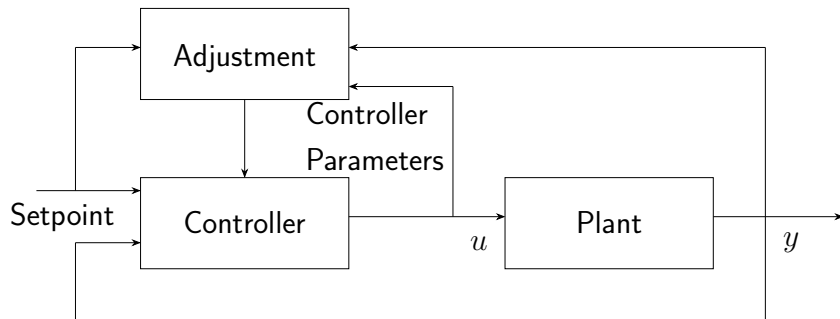 Adjustment
Controller
Parameters
Setpoint
Controller
Plant
u
y